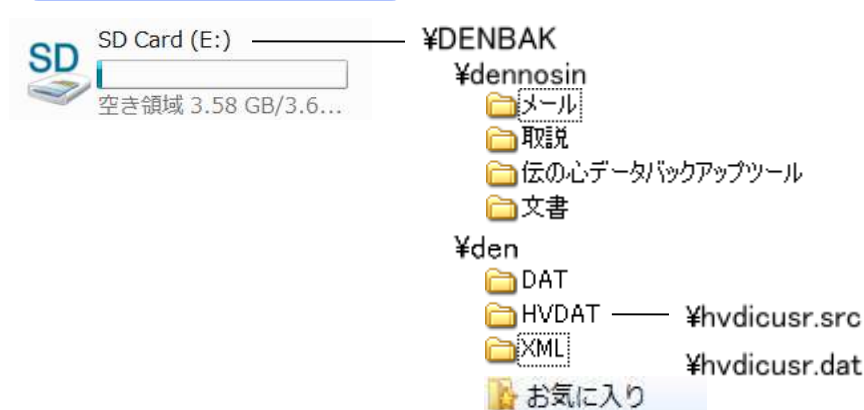 SD
SD Card (E:)
空き領域 3.58 GB/3.6...
¥DENBAK
¥dennosin
メール
取説
伝の心データバックアップツール
文書
¥den
DAT
HVDAT
¥hvdicusr.src
XML
¥hvdicusr.dat
お気に入り